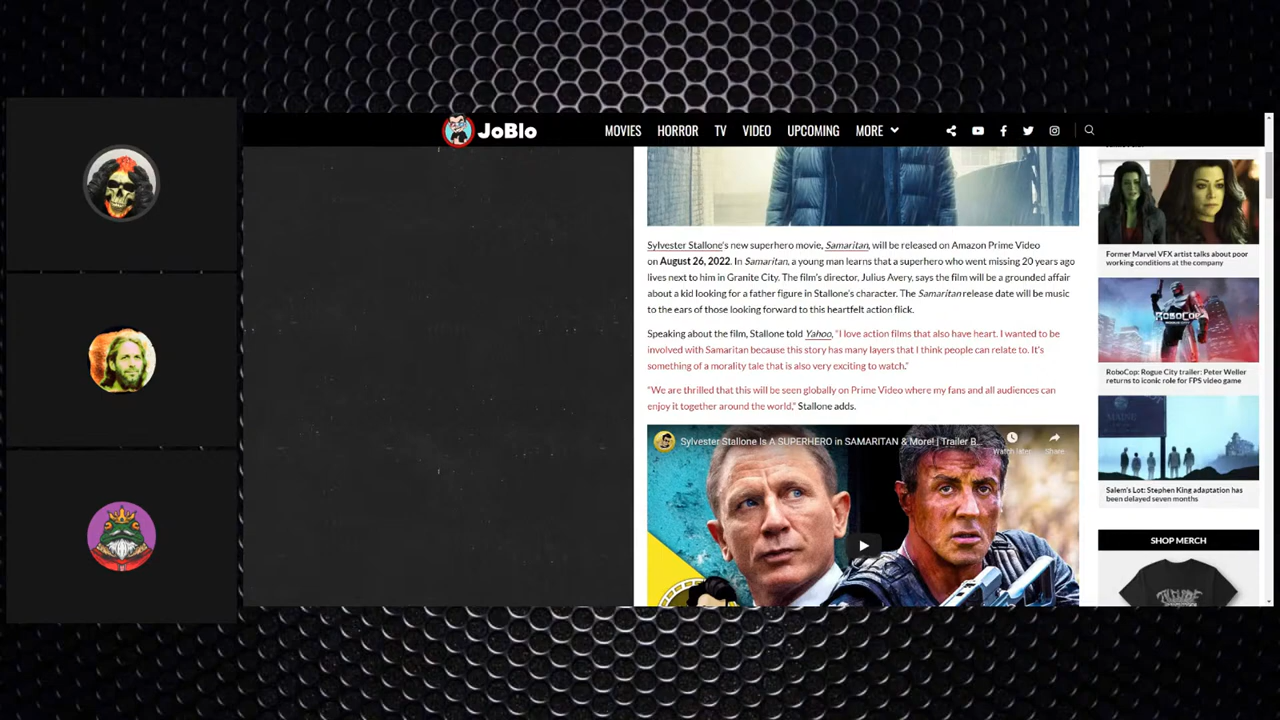 JoBlo
MOVIES HORROR TV VIDEO UPCOMING MORE
Sylvester Stallone's new superhero movie, Samaritan, will be released on Amazon Prime Video
on August 26, 2022. In Samaritan, a young man learns that a superhero who went missing 20 years ago
lives next to him in Granite City. The film's director, Julius Avery, says the film will be a grounded affair
about a kid looking for a father figure in Stallone's character. The Samaritan release date will be music
to the ears of those looking forward to this heartfelt action flick.
Speaking about the film, Stallone told Yahoo, "I love action films that also have heart. I wanted to be
involved with Samaritan because this story has many layers that I think people can relate to. It's
something of a morality tale that is also very exciting to watch."
"We are thrilled that this will be seen globally on Prime Video where my fans and all audiences can
enjoy it together around the world," Stallone adds.
Sylvester Stallone Is A SUPERHERO in SAMARITAN & More! | Trailer B...
Watch later
Share
Former Marvel VFX artist talks about poor
working conditions at the company
ROBOCOP
RoboCop: Rogue City trailer: Peter Weller
returns to iconic role for FPS video game
MAINE
Salem's Lot: Stephen King adaptation has
been delayed seven months
SHOP MERCH